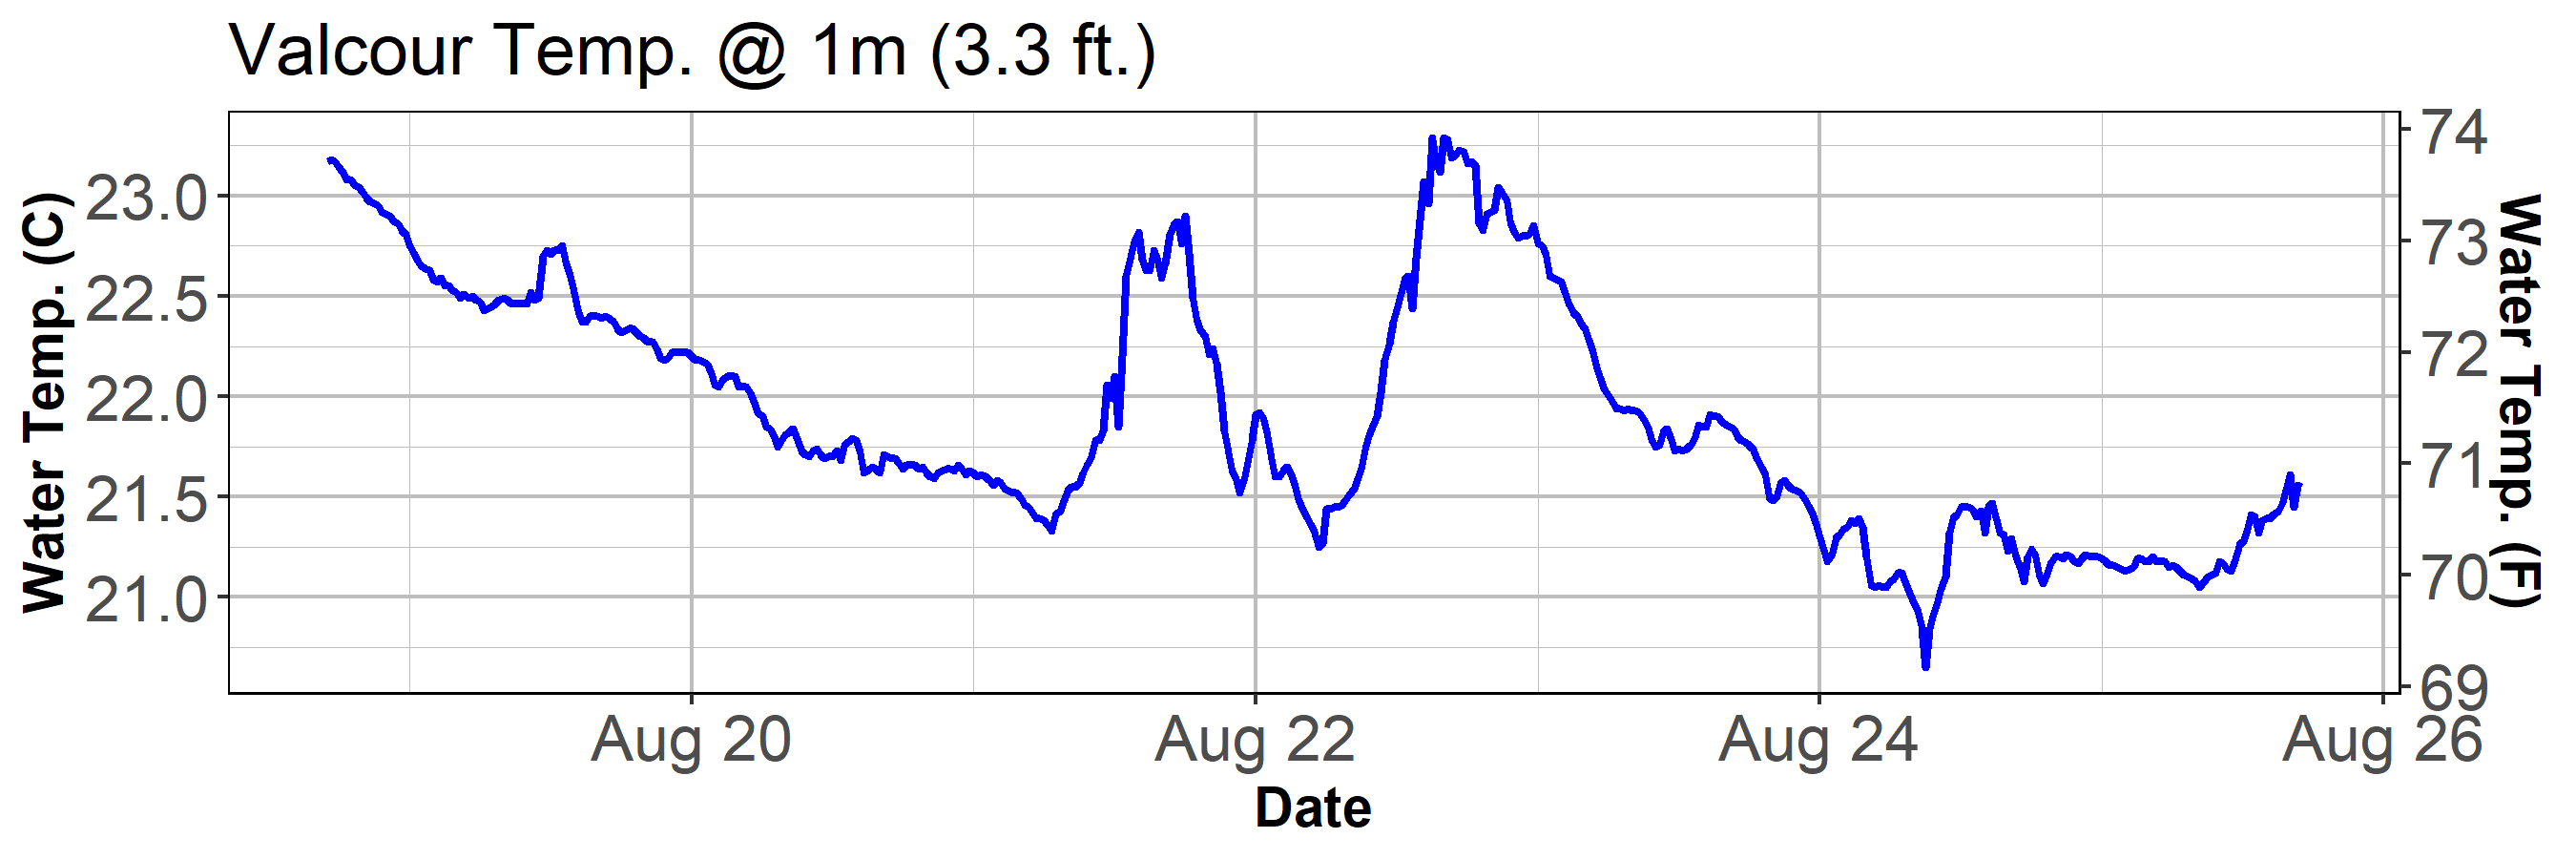 Valcour Temp. @ 1m (3.3 ft.)
Water Temp. (C)
23.0
22.5
22.0
21.5
21.0
74
73
72
71
70
69
Water Temp. (F)
Aug 20
Aug 22
Aug 24
Aug 26
Date